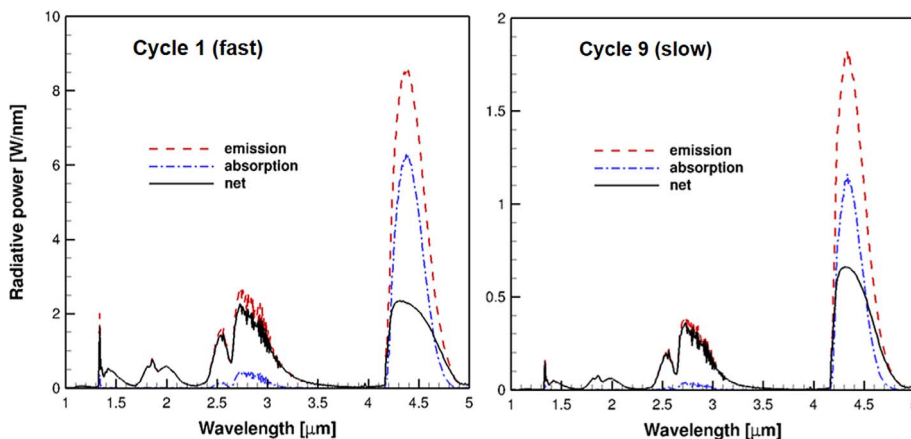 Cycle 1 (fast)
Radiative power [W/nm]
10
8
6
4
2
0
emission
absorption
net
1 1.5 2 2.5 3 3.5 4 4.5 5
Wavelength [μm]
Cycle 9 (slow)
2
1.5
1
0.5
0
emission
absorption
net
1 1.5 2 2.5 3 3.5 4 4.5 5
Wavelength [μm]